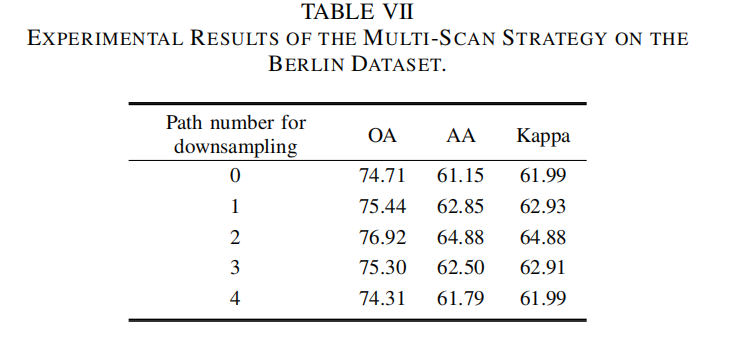 TABLE VII
EXPERIMENTAL RESULTS OF THE MULTI-SCAN STRATEGY ON THE
BERLIN DATASET.
Path number for
downsampling OA AA Kappa
0 74.71 61.15 61.99
1 75.44 62.85 62.93
2 76.92 64.88 64.88
3 75.30 62.50 62.91
4 74.31 61.79 61.99